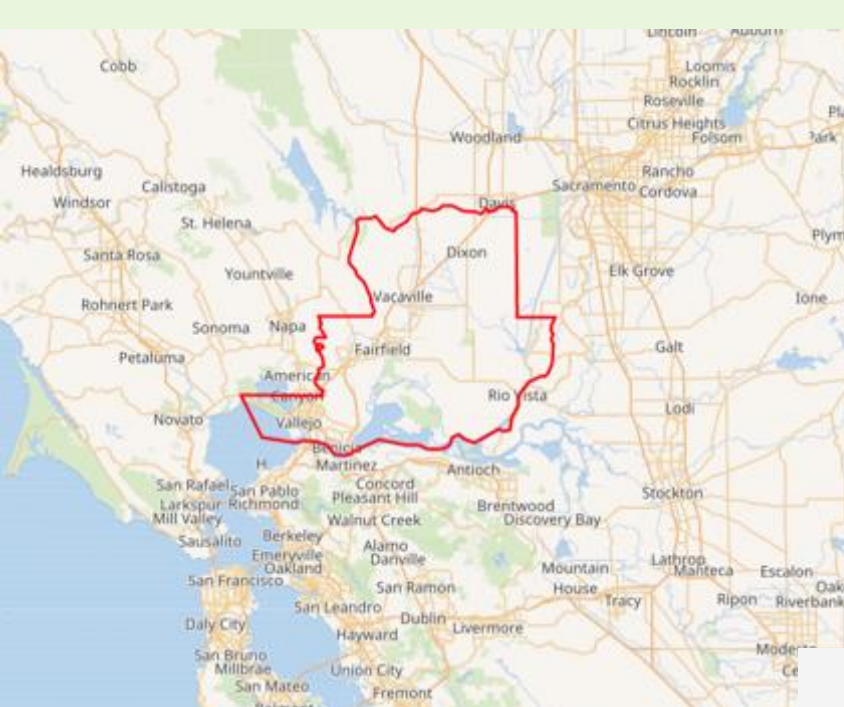 Lincoln
Auburn
Cobb
Loomis
Rocklin
Roseville
Citrus Heights
Folsom
Woodland
Healdsburg
Calistoga
Rancho
Cordova
Sacramento
Windsor
Davis
St. Helena
Santa Rosa
Dixon
Yountville
Elk Grove
Vacaville
Ione
Rohnert Park
Sonoma
Napa
Petaluma
Fairfield
Galt
American
Canyon
Rio Vista
Novato
Vallejo
Lodi
Benicia
H
Martinez
Antioch
San Rafael
San Pablo
Concord
Pleasant Hill
Stockton
Larkspur
Richmond
Mill Valley
Walnut Creek
Brentwood
Discovery Bay
Sausalito
Berkeley
Alamo
Danville
Emeryville
Oakland
San Francisco
San Ramon
Mountain
House
Lathrop
Manteca
Escalon
San Leandro
Tracy
Ripon
Riverbank
Daly City
Dublin
Livermore
Hayward
San Bruno
Millbrae
Union City
San Mateo
Fremont